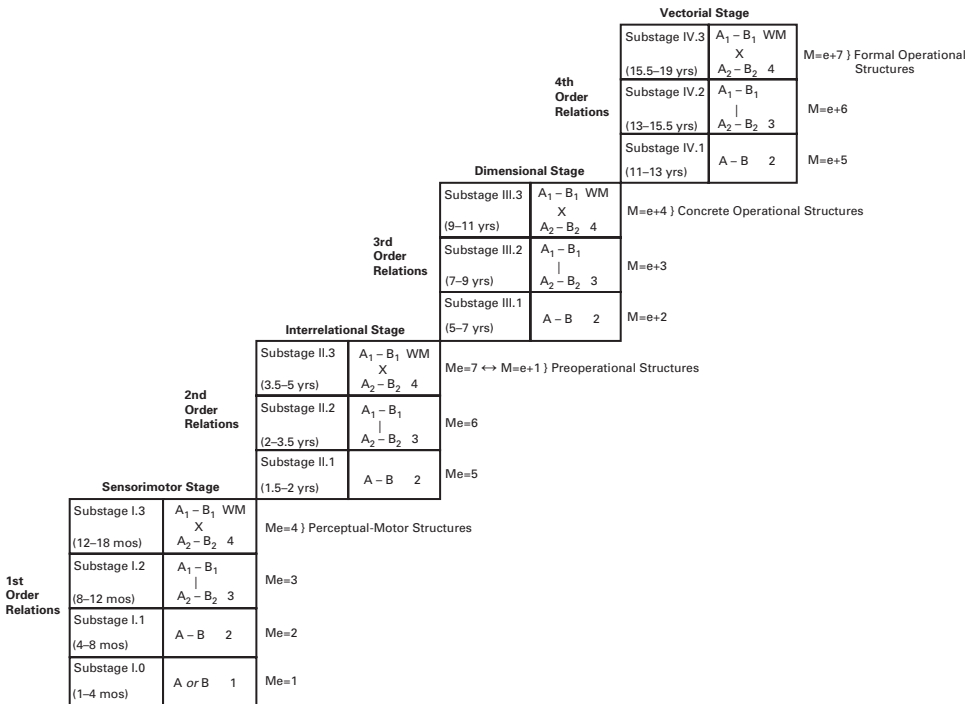 Vectorial Stage
Substage IV.3 A₁ – B₁ WM
X
(15.5–19 yrs) A₂ – B₂ 4
M=e+7 } Formal Operational
Structures
4th
Order
Relations
Substage IV.2 A₁ – B₁
|
(13–15.5 yrs) A₂ – B₂ 3
M=e+6
Substage IV.1
(11–13 yrs)
A – B 2
M=e+5
Dimensional Stage
Substage III.3 A₁ – B₁ WM
X
(9–11 yrs) A₂ – B₂ 4
M=e+4 } Concrete Operational Structures
3rd
Order
Relations
Substage III.2 A₁ – B₁
|
(7–9 yrs) A₂ – B₂ 3
M=e+3
Substage III.1
(5–7 yrs)
A – B 2
M=e+2
Interrelational Stage
Substage II.3 A₁ – B₁ WM
X
(3.5–5 yrs) A₂ – B₂ 4
Me=7 ↔ M=e+1 } Preoperational Structures
2nd
Order
Relations
Substage II.2 A₁ – B₁
|
(2–3.5 yrs) A₂ – B₂ 3
Me=6
Substage II.1
(1.5–2 yrs)
A – B 2
Me=5
Sensorimotor Stage
Substage I.3 A₁ – B₁ WM
X
(12–18 mos) A₂ – B₂ 4
Me=4 } Perceptual-Motor Structures
1st
Order
Relations
Substage I.2 A₁ – B₁
|
(8–12 mos) A₂ – B₂ 3
Me=3
Substage I.1
(4–8 mos)
A – B 2
Me=2
Substage I.0
(1–4 mos)
A or B 1
Me=1